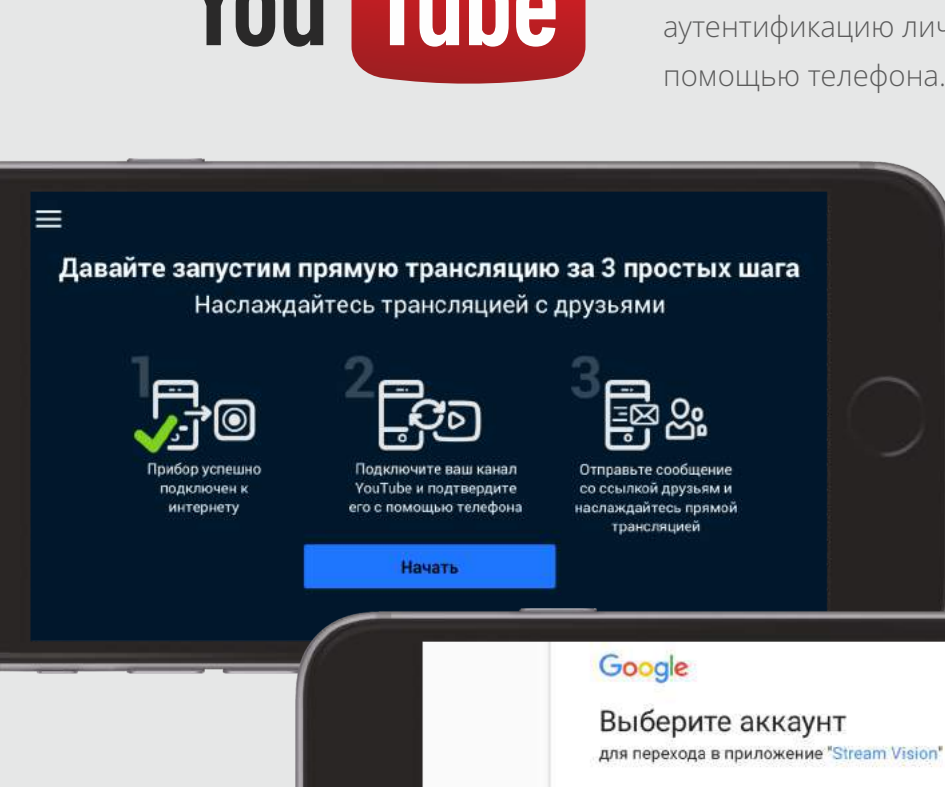 You Tube
аутентификацию
помощью телефона.
Давайте запустим прямую трансляцию за 3 простых шага
Наслаждайтесь трансляцией с друзьями
1
2
3
Прибор успешно
подключен к
интернету
Подключите ваш канал
YouTube и подтвердите
его с помощью телефона
Отправьте сообщение
со ссылкой друзьям и
наслаждайтесь прямой
трансляцией
Начать
Google
Выберите аккаунт
для перехода в приложение "Stream Vision"